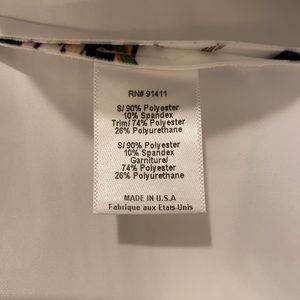 RN# 91411
S/ 90% Polyester
10% Spandex
Trim/ 74% Polyester
26% Polyurethane
S/ 90% Polyester
10% Spandex
Garniture/
74% Polyester
26% Polyurethane
MADE IN U.S.A
Fabrique aux Etats-Unis